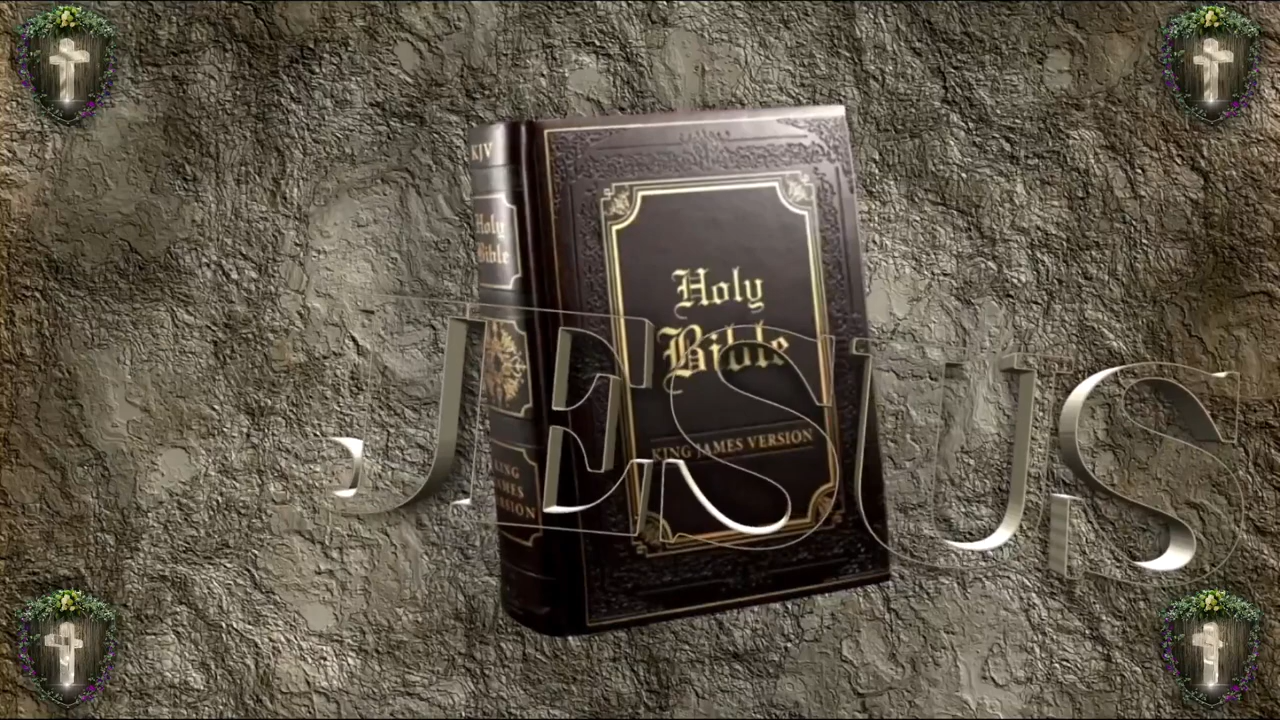 KJV
Holy
Bible
KING
JAMES
VERSION
Holy
Bible
KING JAMES VERSION
JESUS